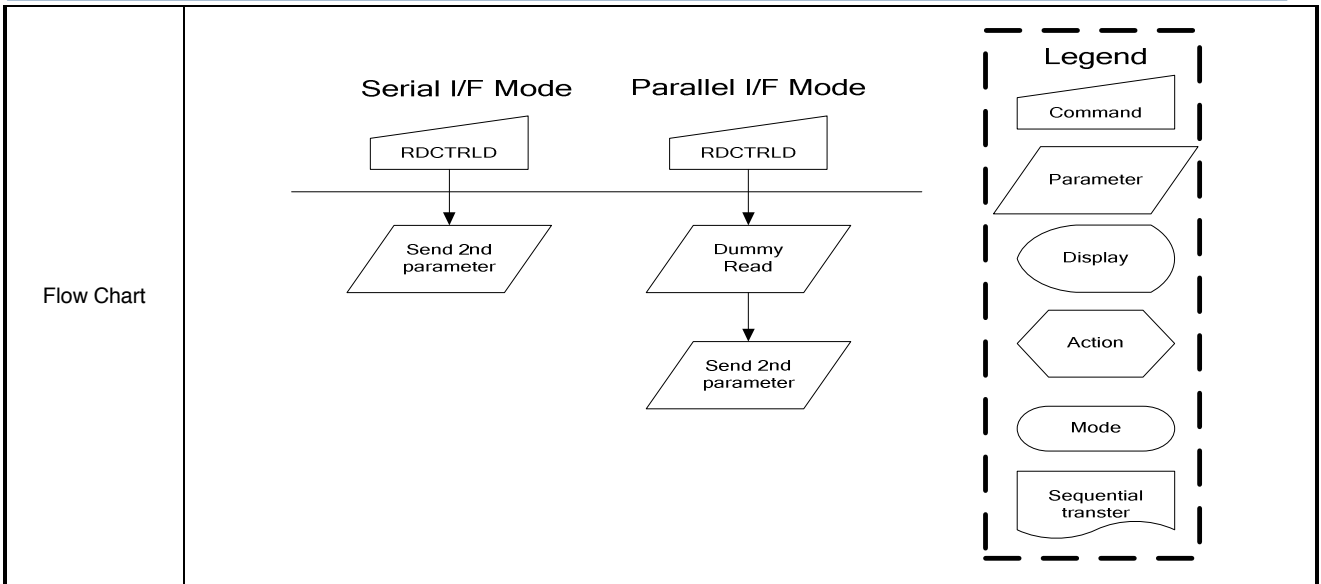 Flow Chart
Serial I/F Mode
RDCTRLD
Send 2nd
parameter
Parallel I/F Mode
RDCTRLD
Dummy
Read
Send 2nd
parameter
Legend
Command
Parameter
Display
Action
Mode
Sequential
transter